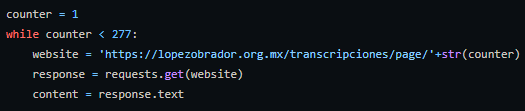 counter = 1
while counter < 277:
    website = 'https://lopezobrador.org.mx/transcripciones/page/'+str(counter)
    response = requests.get(website)
    content = response.text